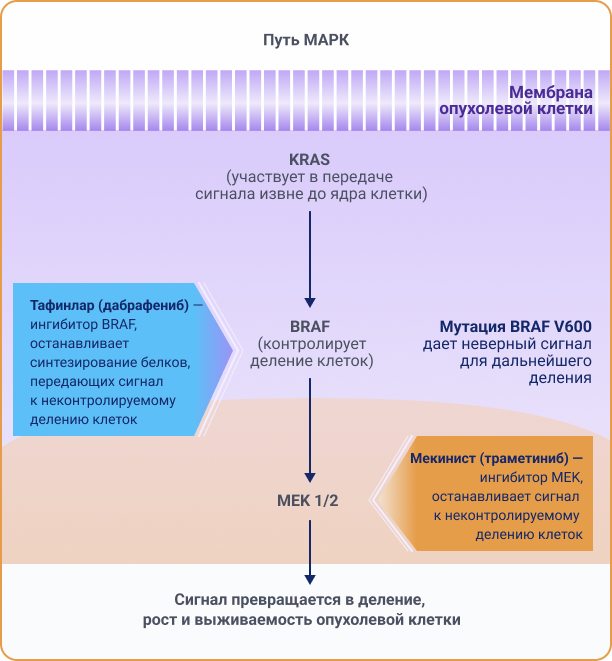 Путь МАРК
Мембрана
опухолевой клетки
KRAS
(участвует в передаче
сигнала извне до ядра клетки)
Тафинлар (дабрафениб) —
ингибитор BRAF,
останавливает
синтезирование белков,
передающих сигнал
к неконтролируемому
делению клеток
BRAF
(контролирует
деление клеток)
Мутация BRAF V600
дает неверный сигнал
для дальнейшего
деления
Мекинист (траметиниб) —
ингибитор MEK,
останавливает сигнал
к неконтролируемому
делению клеток
MEK 1/2
Сигнал превращается в деление,
рост и выживаемость опухолевой клетки